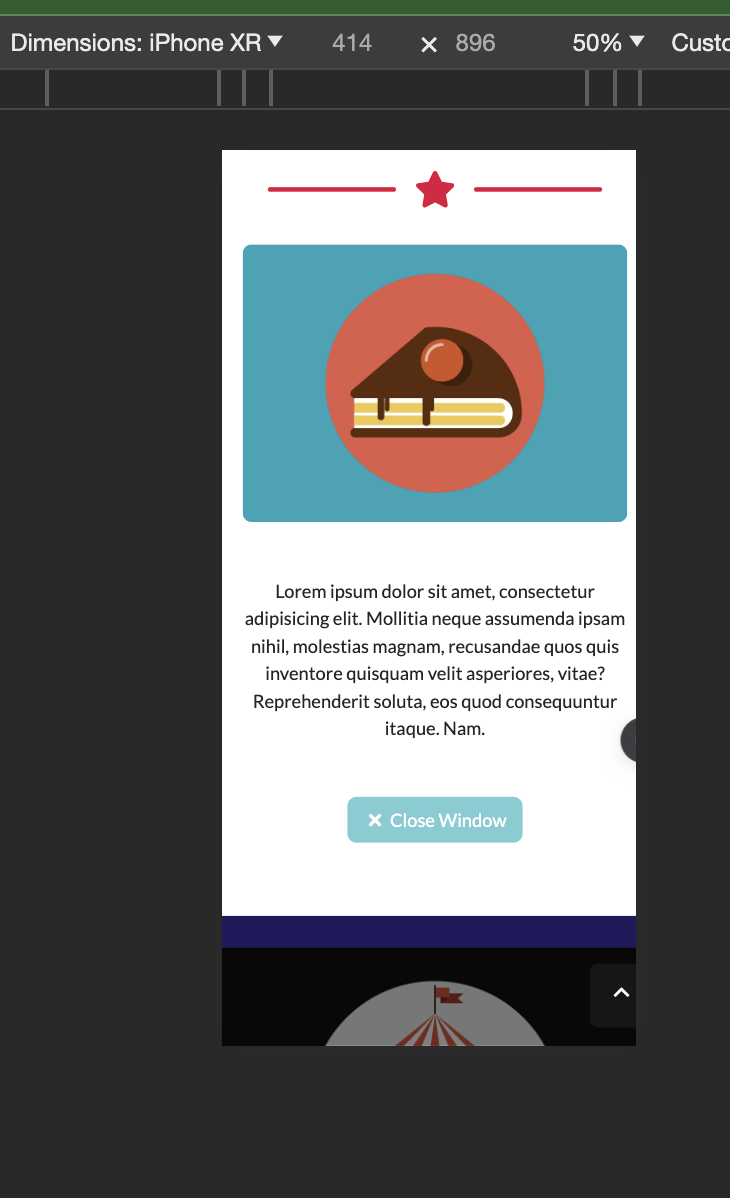 Dimensions: iPhone XR 414 × 896 50%
Lorem ipsum dolor sit amet, consectetur
adipisicing elit. Mollitia neque assumenda ipsam
nihil, molestias magnam, recusandae quos quis
inventore quisquam velit asperiores, vitae?
Reprehenderit soluta, eos quod consequuntur
itaque. Nam.
Close Window